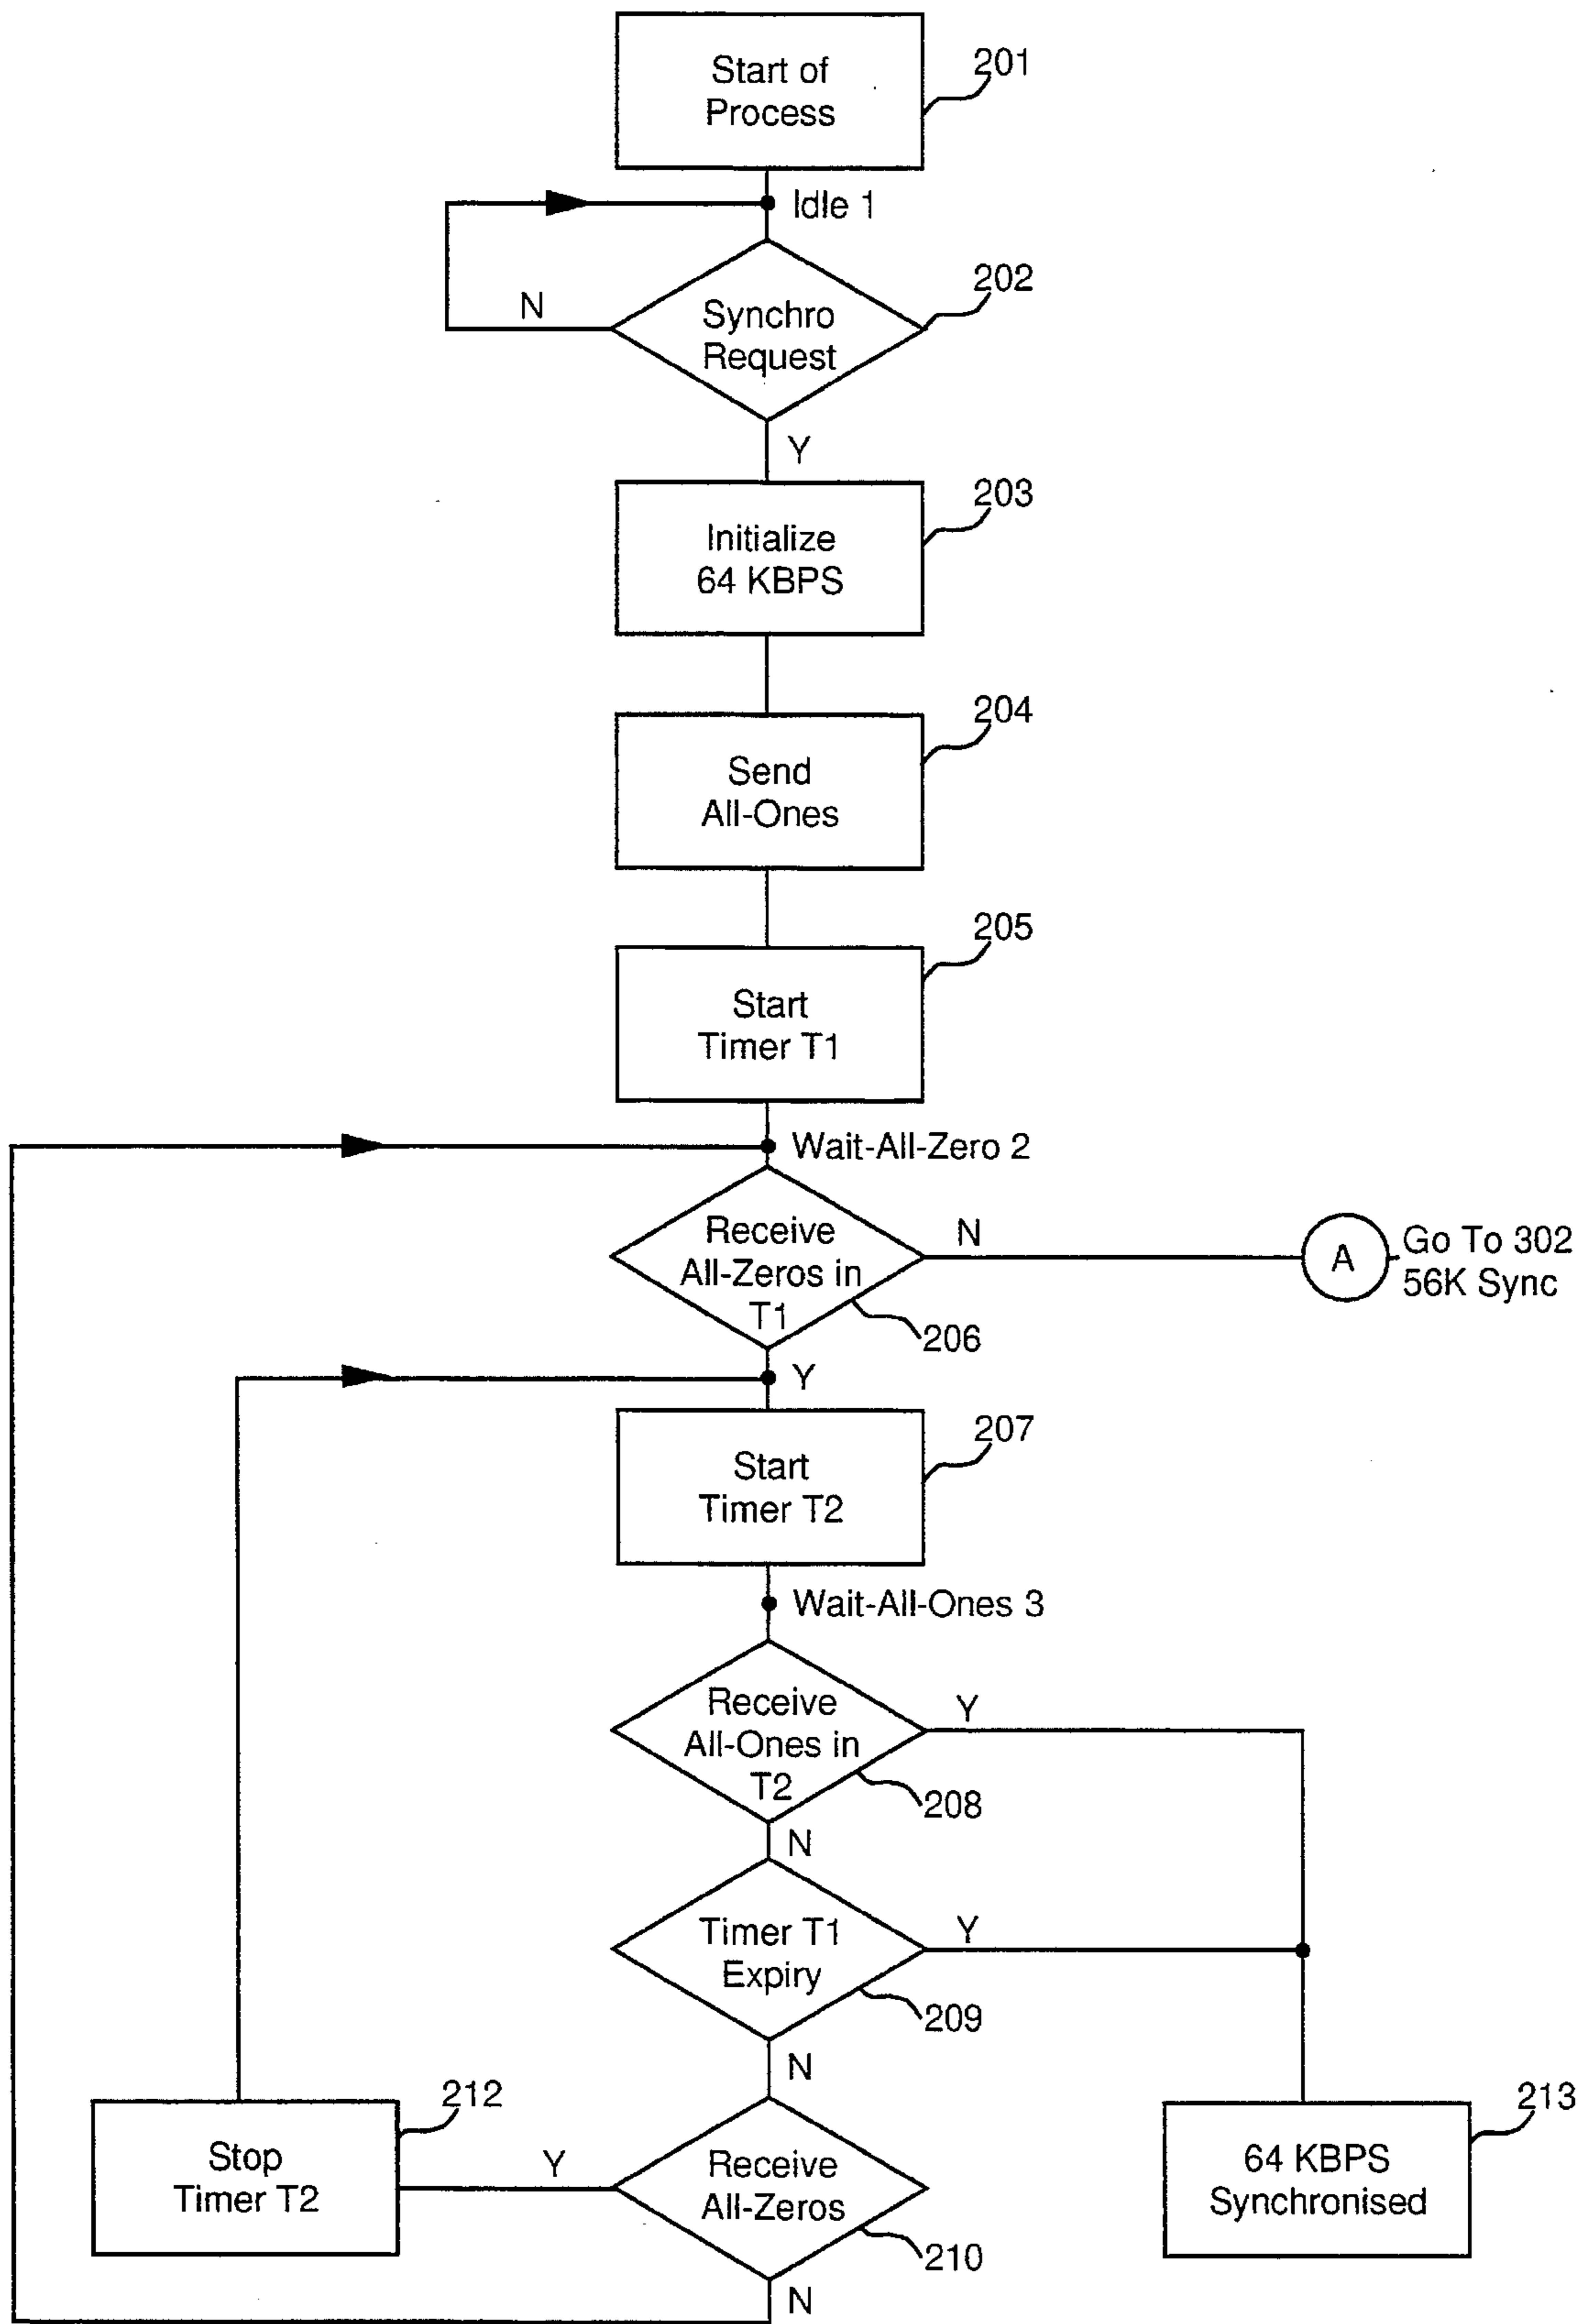 Start of
Process
201
Idle 1
N
Synchro
Request
202
Y
Initialize
64 KBPS
203
Send
All-Ones
204
Start
Timer T1
205
Wait-All-Zero 2
Receive
All-Zeros in
T1
206
N
A
Go To 302
56K Sync
Y
Start
Timer T2
207
Wait-All-Ones 3
Receive
All-Ones in
T2
208
Y
N
Timer T1
Expiry
209
Y
N
Stop
Timer T2
212
Y
Receive
All-Zeros
210
64 KBPS
Synchronised
213
N